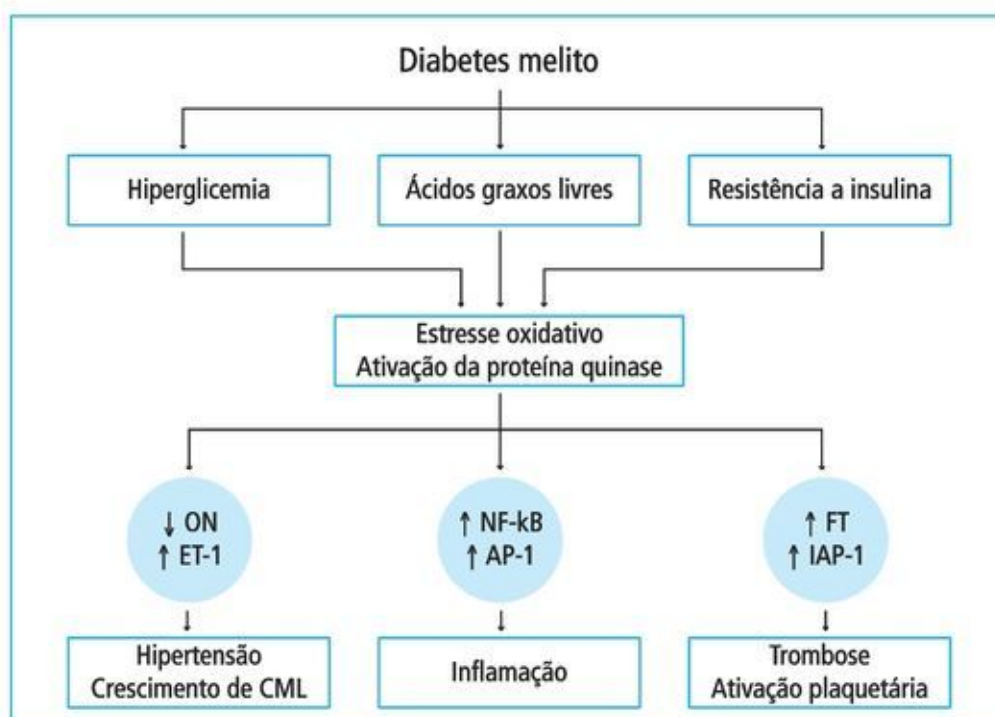 Diabetes melito
Hiperglicemia
Ácidos graxos livres
Resistência a insulina
Estresse oxidativo
Ativação da proteína quinase
↓ ON
↑ ET-1
↑ NF-kB
↑ AP-1
↑ FT
↑ IAP-1
Hipertensão
Crescimento de CML
Inflamação
Trombose
Ativação plaquetária